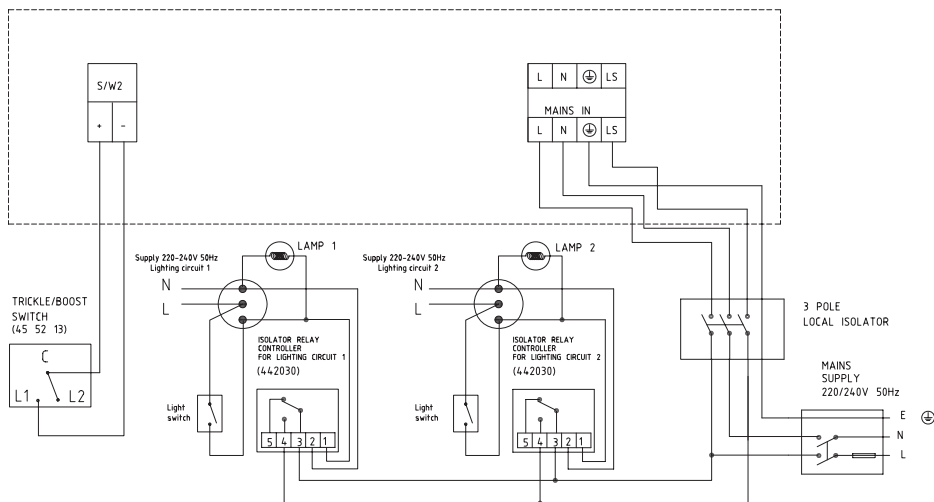 S/W2
+ -
L N LS
MAINS IN
L N LS
LAMP 1
Supply 220-240V 50Hz
Lighting circuit 1
N
L
LAMP 2
Supply 220-240V 50Hz
Lighting circuit 2
N
L
TRICKLE/BOOST
SWITCH
(45 52 13)
C
L1 L2
3 POLE
LOCAL ISOLATOR
ISOLATOR RELAY
CONTROLLER
FOR LIGHTING CIRCUIT 1
(442030)
ISOLATOR RELAY
CONTROLLER
FOR LIGHTING CIRCUIT 2
(442030)
MAINS
SUPPLY
220/240V 50Hz
Light
switch
5 4 3 2 1
Light
switch
5 4 3 2 1
E
N
L